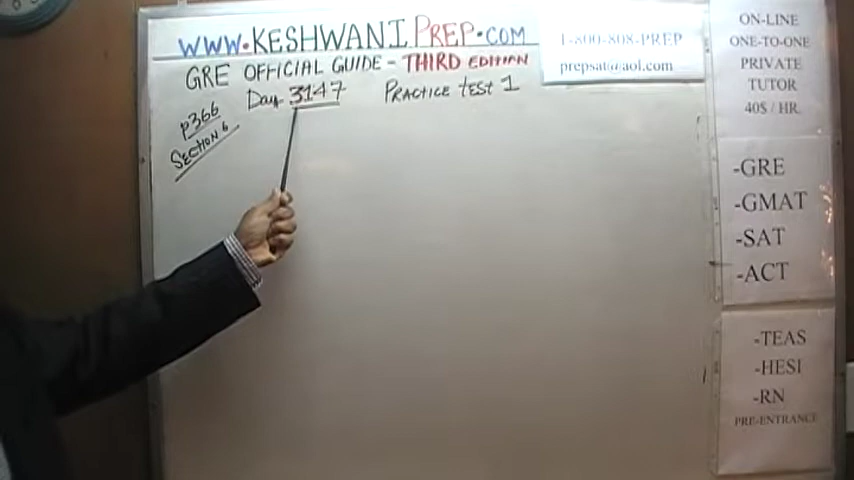 WWW.KESHWANI PREP.COM
GRE OFFICIAL GUIDE - THIRD EDITION
Day 3147 PRACTICE TEST 1
p366
SECTION 6
1-800-808-PREP
prepsat@aol.com
ON-LINE
ONE-TO-ONE
PRIVATE
TUTOR
40$ / HR.
-GRE
-GMAT
-SAT
-ACT
-TEAS
-HESI
-RN
PRE-ENTRANCE